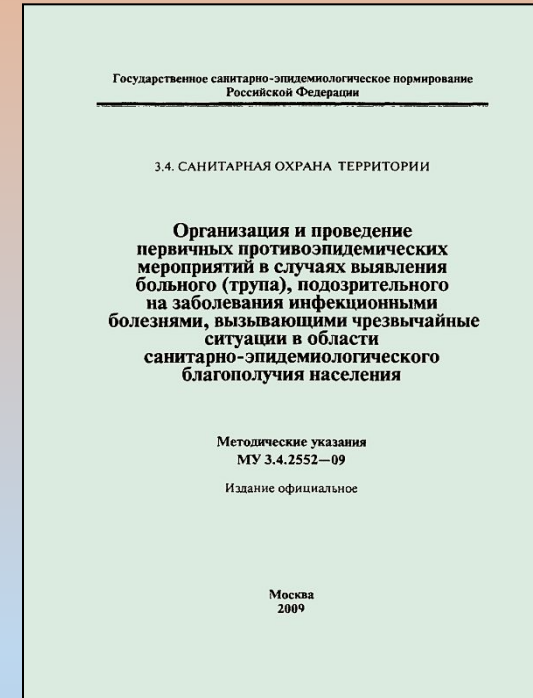 Государственное санитарно-эпидемиологическое нормирование
Российской Федерации
3.4. САНИТАРНАЯ ОХРАНА ТЕРРИТОРИИ
Организация и проведение
первичных противоэпидемических
мероприятий в случаях выявления
больного (трупа), подозрительного
на заболевания инфекционными
болезнями, вызывающими чрезвычайные
ситуации в области
санитарно-эпидемиологического
благополучия населения
Методические указания
МУ 3.4.2552—09
Издание официальное
Москва
2009